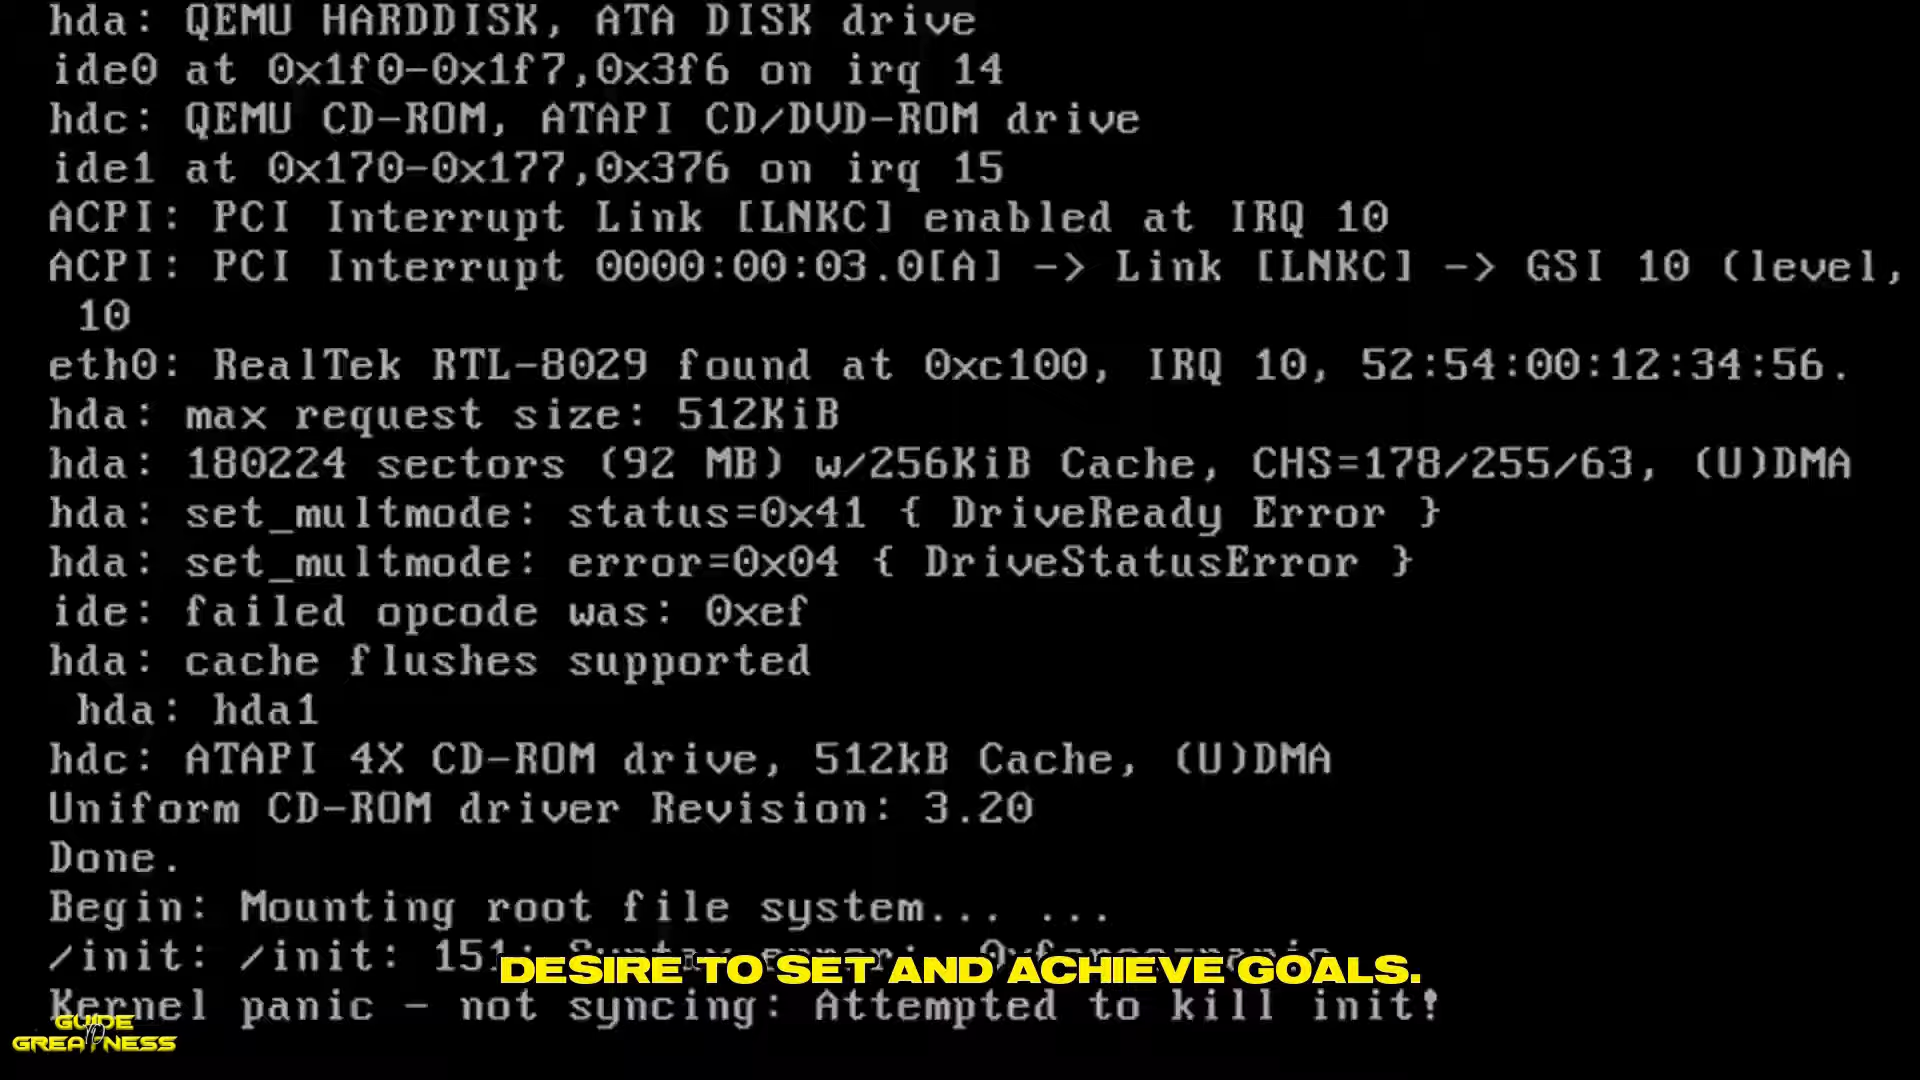 hda: QEMU HARDDISK, ATA DISK drive
ide0 at 0x1f0-0x1f7,0x3f6 on irq 14
hdc: QEMU CD-ROM, ATAPI CD/DVD-ROM drive
ide1 at 0x170-0x177,0x376 on irq 15
ACPI: PCI Interrupt Link [LNKC] enabled at IRQ 10
ACPI: PCI Interrupt 0000:00:03.0[A] -> Link [LNKC] -> GSI 10 (level,
10
eth0: RealTek RTL-8029 found at 0xc100, IRQ 10, 52:54:00:12:34:56.
hda: max request size: 512KiB
hda: 180224 sectors (92 MB) w/256KiB Cache, CHS=178/255/63, (U)DMA
hda: set_multmode: status=0x41 { DriveReady Error }
hda: set_multmode: error=0x04 { DriveStatusError }
ide: failed opcode was: 0xef
hda: cache flushes supported
hda: hda1
hdc: ATAPI 4X CD-ROM drive, 512kB Cache, (U)DMA
Uniform CD-ROM driver Revision: 3.20
Done.
Begin: Mounting root file system... ...
/init: /init: 151: Syntax error:
DESIRE TO SET AND ACHIEVE GOALS.
Kernel panic - not syncing: Attempted to kill init!
GUIDE
TO
GREATNESS